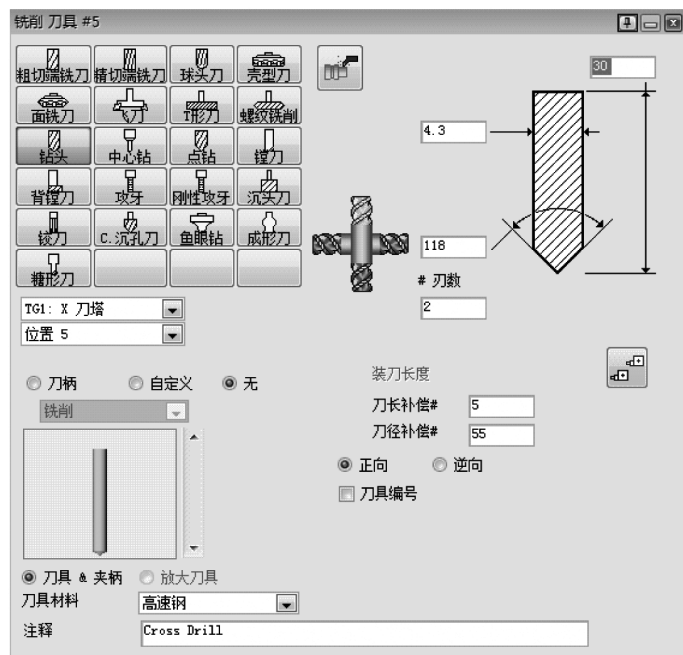 铣削 刀具 #5
粗切端铣刀 精切端铣刀 球头刀 壳型刀
面铣刀 飞刀 T形刀 螺纹铣削
钻头 中心钻 点钻 镗刀
背镗刀 攻牙 刚性攻牙 沉头刀
铰刀 C.沉孔刀 鱼眼钻 成形刀
糖形刀
30
4.3
118
# 刃数
2
TG1: X 刀塔
位置 5
刀柄 自定义 无
铣削
装刀长度
刀长补偿# 5
刀径补偿# 55
正向 逆向
刀具编号
刀具 & 夹柄 放大刀具
刀具材料 高速钢
注释 Cross Drill